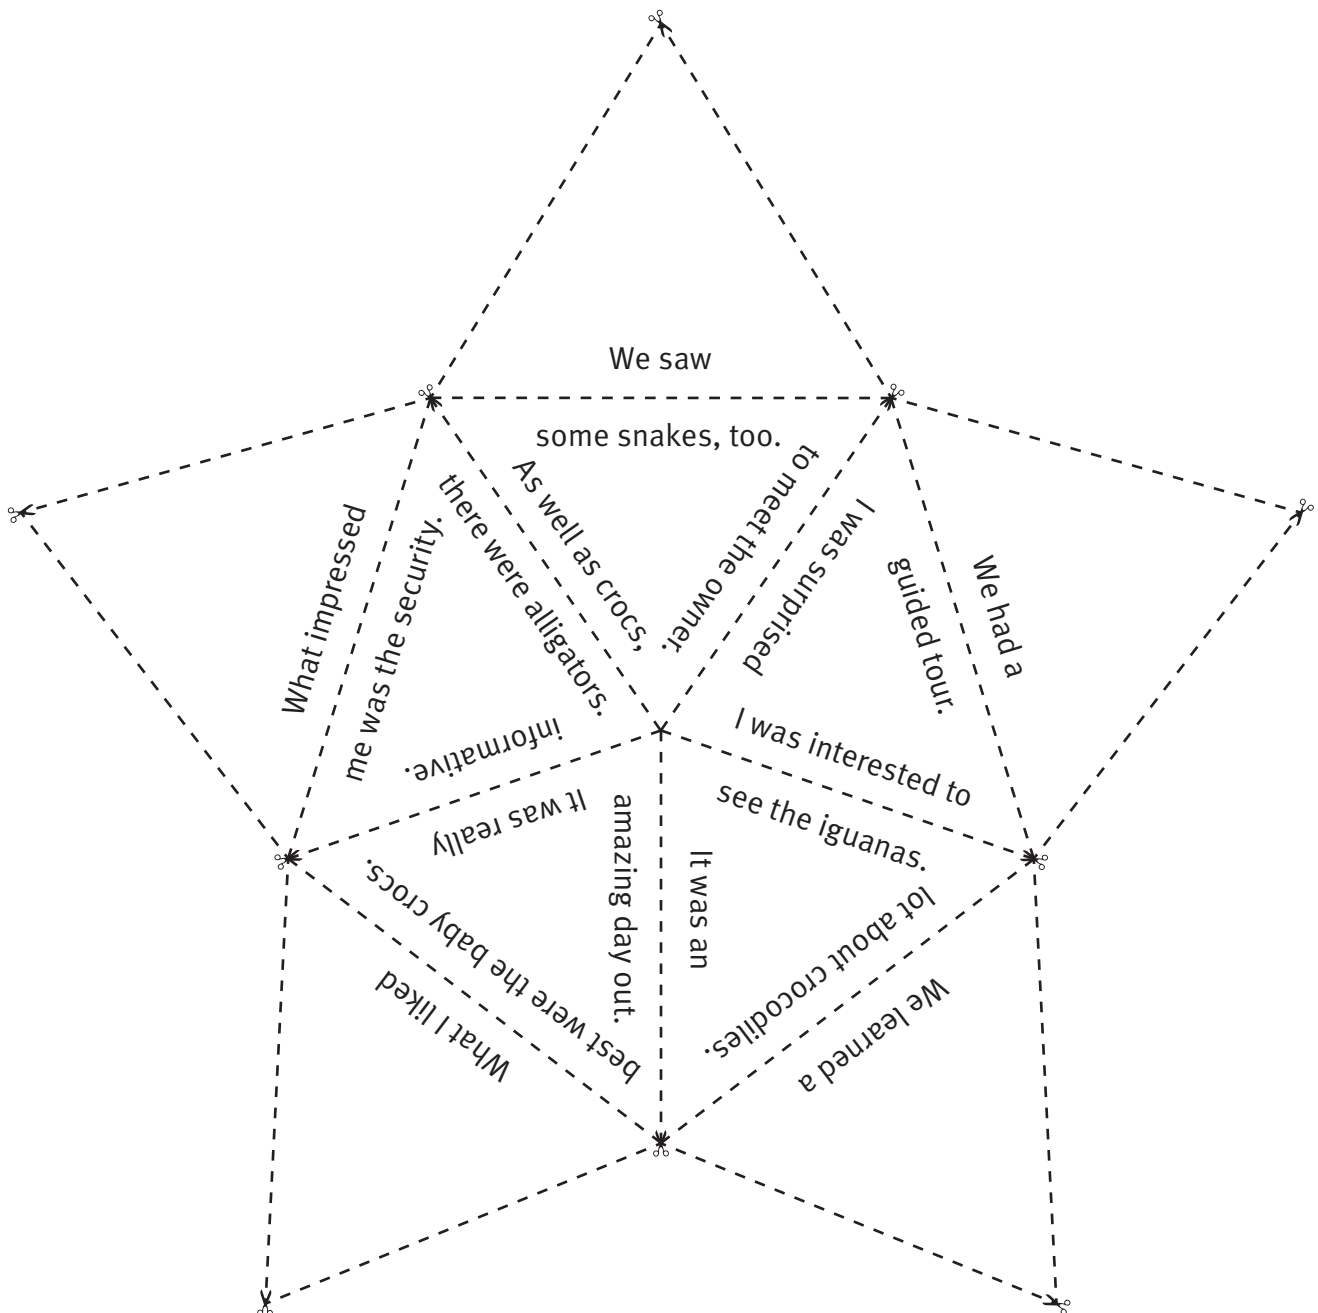 We saw
some snakes, too.
As well as crocs,
there were alligators.
to meet the owner.
I was surprised
What impressed
me was the security.
We had a
guided tour.
informative.
It was really
I was interested to
see the iguanas.
amazing day out.
It was an
best were the baby crocs.
What I liked
lot about crocodiles.
We learned a